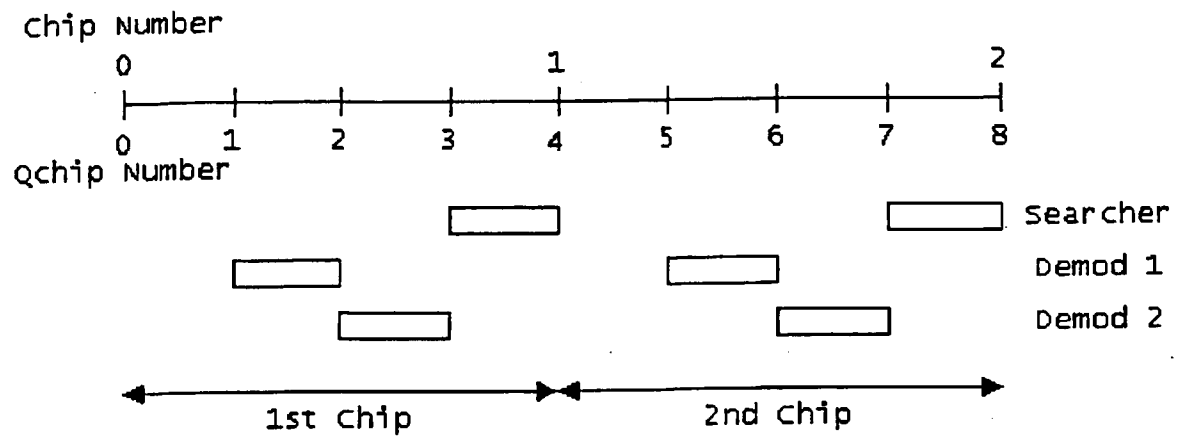 Chip Number
0 1 2
0 1 2 3 4 5 6 7 8
Qchip Number
Searcher
Demod 1
Demod 2
1st Chip 2nd Chip